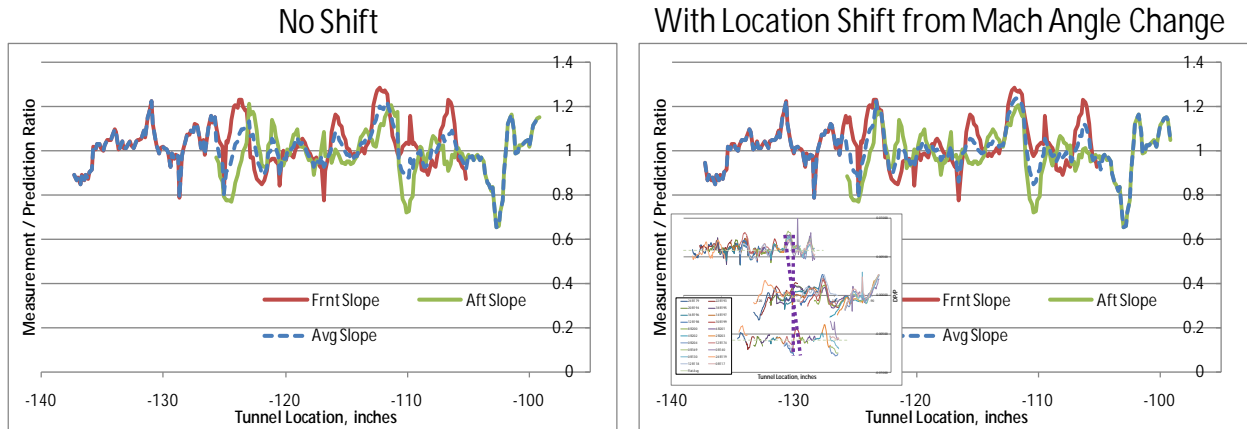 No Shift
With Location Shift from Mach Angle Change
Measurement / Prediction Ratio
1.4
1.2
1
0.8
0.6
0.4
0.2
0
Frnt Slope
Aft Slope
Avg Slope
-140
-130
-120
-110
-100
Tunnel Location, inches
Measurement / Prediction Ratio
1.4
1.2
1
0.8
0.6
0.4
0.2
0
Frnt Slope
Aft Slope
Avg Slope
Tunnel Location, inches
-140
-130
-120
-110
-100
Tunnel Location, inches